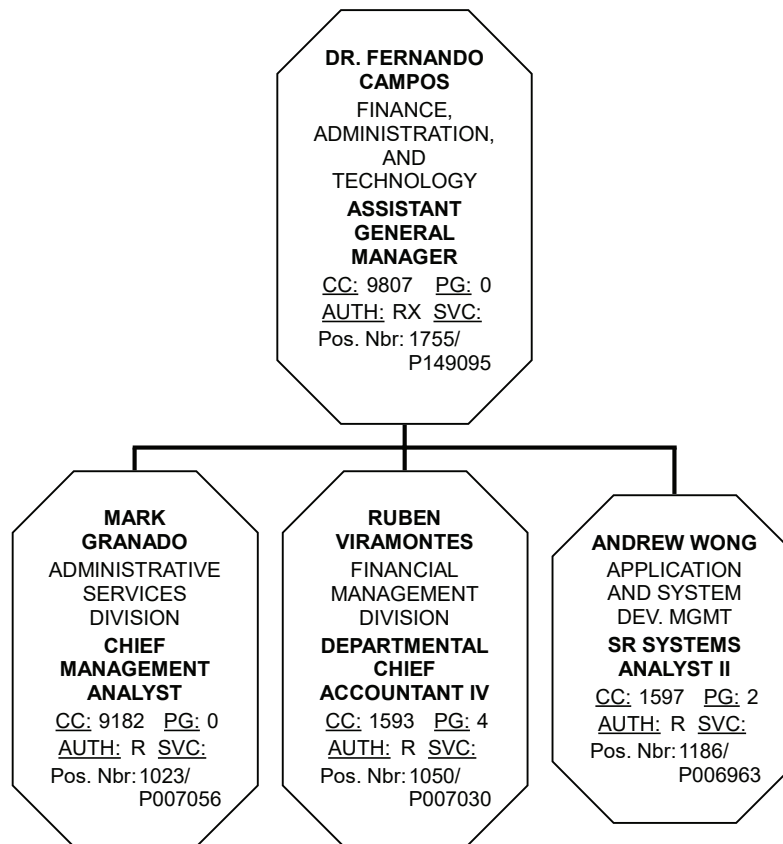 DR. FERNANDO
CAMPOS
FINANCE,
ADMINISTRATION,
AND
TECHNOLOGY
ASSISTANT
GENERAL
MANAGER
CC: 9807 PG: 0
AUTH: RX SVC:
Pos. Nbr: 1755/
P149095
MARK
GRANADO
ADMINISTRATIVE
SERVICES
DIVISION
CHIEF
MANAGEMENT
ANALYST
CC: 9182 PG: 0
AUTH: R SVC:
Pos. Nbr: 1023/
P007056
RUBEN
VIRAMONTES
FINANCIAL
MANAGEMENT
DIVISION
DEPARTMENTAL
CHIEF
ACCOUNTANT IV
CC: 1593 PG: 4
AUTH: R SVC:
Pos. Nbr: 1050/
P007030
ANDREW WONG
APPLICATION
AND SYSTEM
DEV. MGMT
SR SYSTEMS
ANALYST II
CC: 1597 PG: 2
AUTH: R SVC:
Pos. Nbr: 1186/
P006963